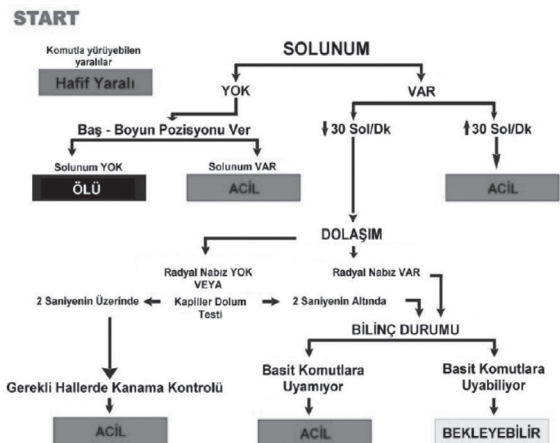 START
SOLUNUM
Komutla yürüyebilen
yaralılar
Hafif Yaralı
YOK
VAR
Baş - Boyun Pozisyonu Ver
30 Sol/Dk
30 Sol/Dk
Solunum YOK
Solunum VAR
ÖLÜ
ACİL
ACİL
DOLAŞIM
Radyal Nabız YOK
VEYA
Radyal Nabız VAR
2 Saniyenin Üzerinde
Kapiller Dolum
Testi
2 Saniyenin Altında
BİLİNÇ DURUMU
Gerekli Hallerde Kanama Kontrolü
Basit Komutlara
Uyamıyor
Basit Komutlara
Uyabiliyor
ACİL
ACİL
BEKLEYEBİLİR